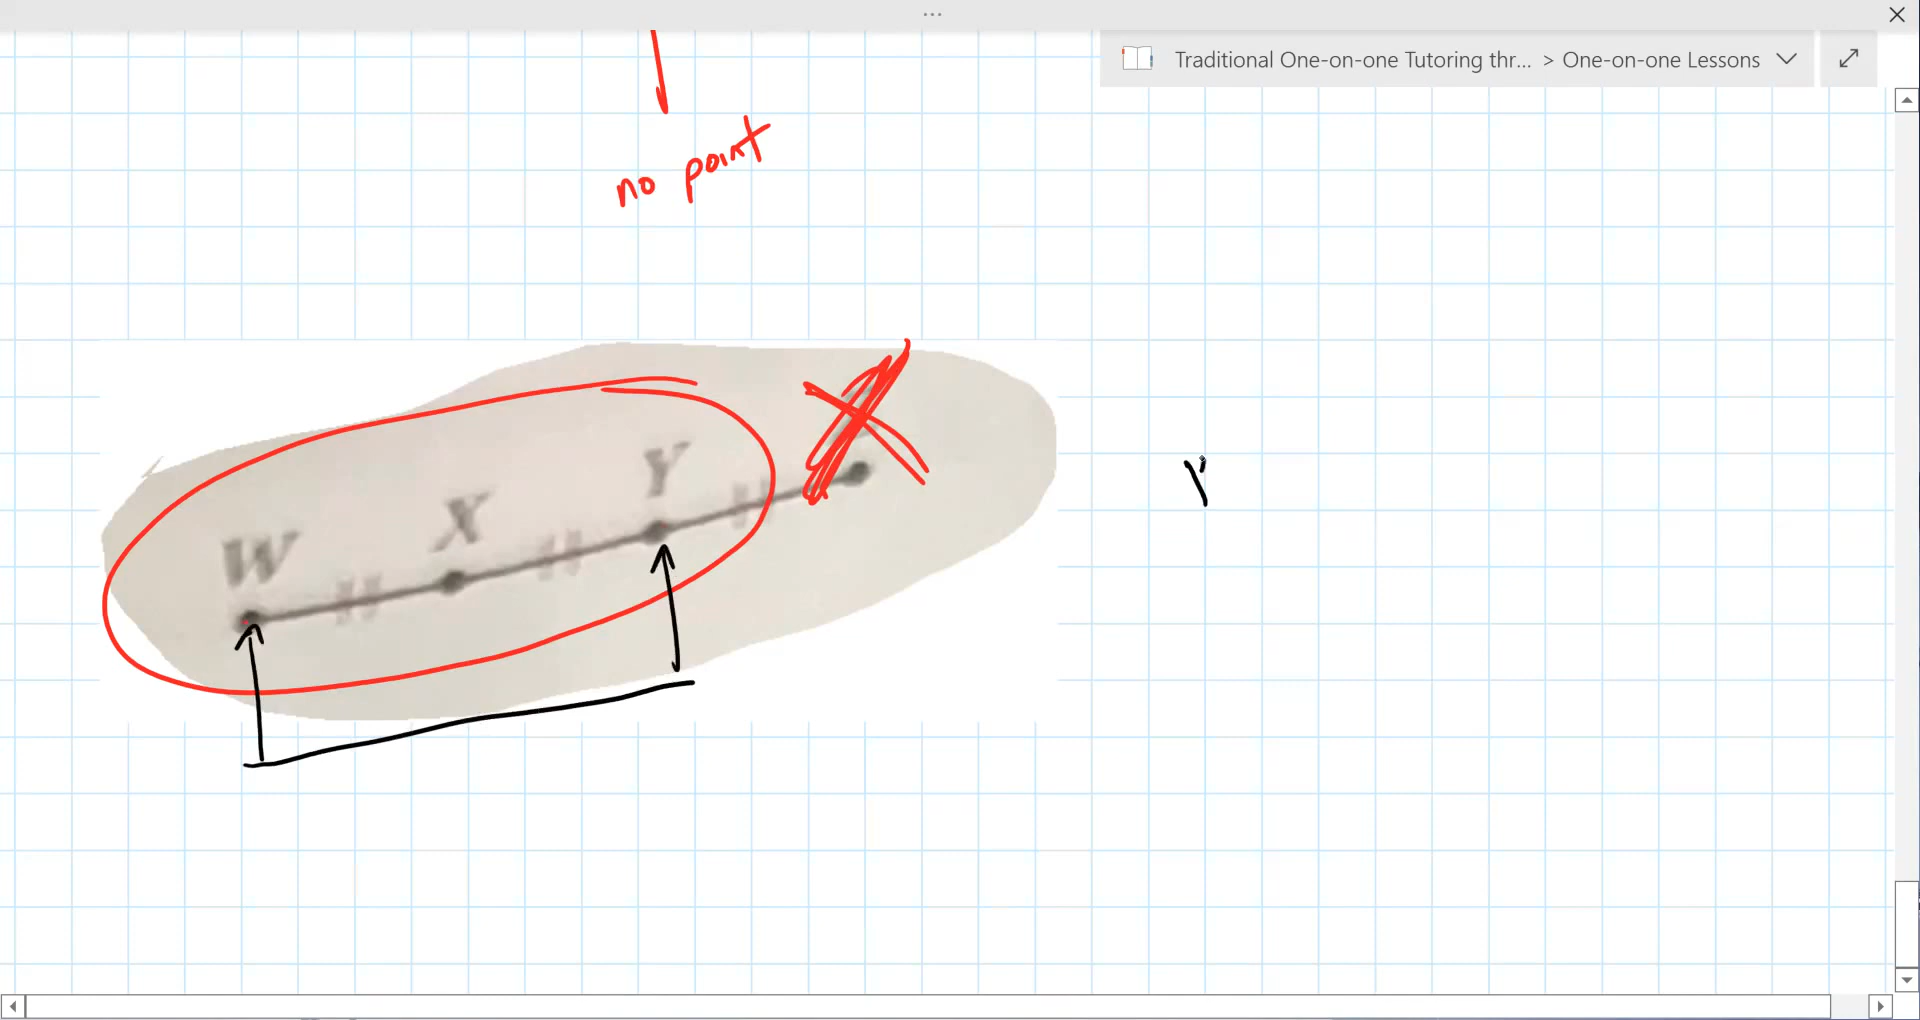 ...
Traditional One-on-one Tutoring thr... > One-on-one Lessons
no point
W X Y